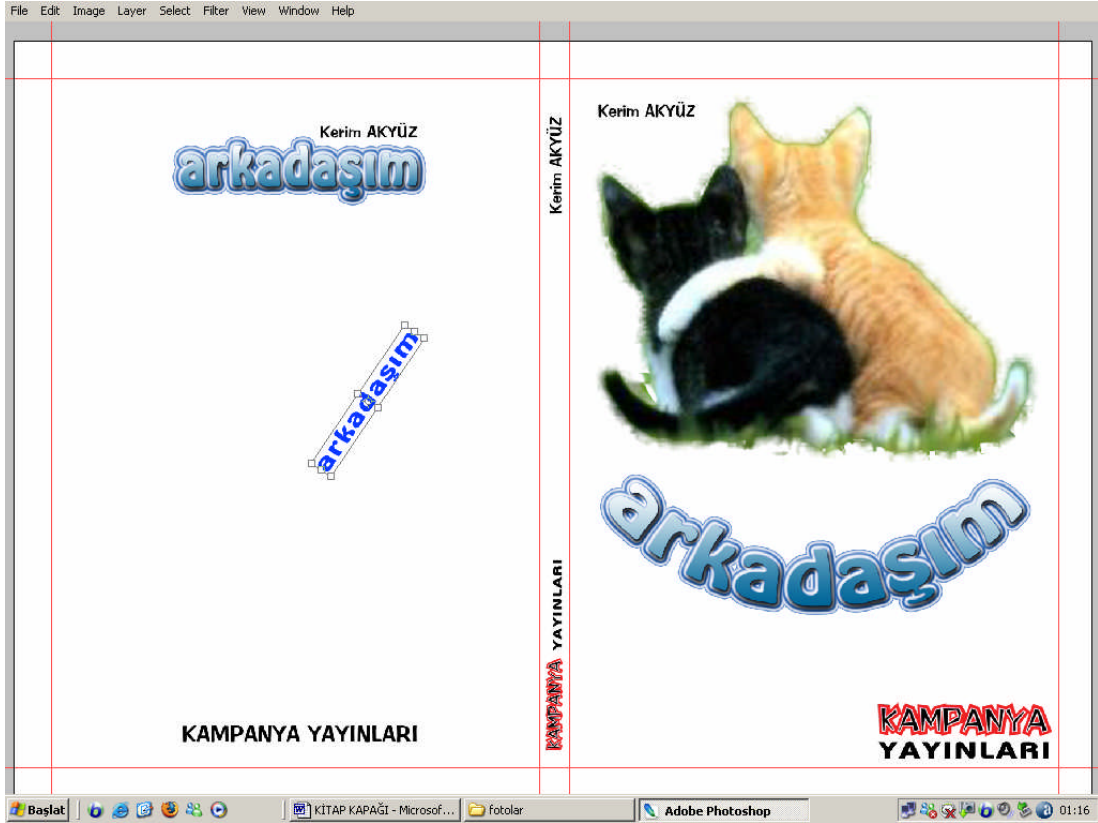 File Edit Image Layer Select Filter View Window Help
Kerim AKYÜZ
arkadaşım
arkadaşım
KAMPANYA YAYINLARI
Kerim AKYÜZ
KAMPANYA YAYINLARI
Kerim AKYÜZ
arkadaşım
KAMPANYA
YAYINLARI
Başlat KİTAP KAPAĞI - Microsof... fotolar Adobe Photoshop 01:16